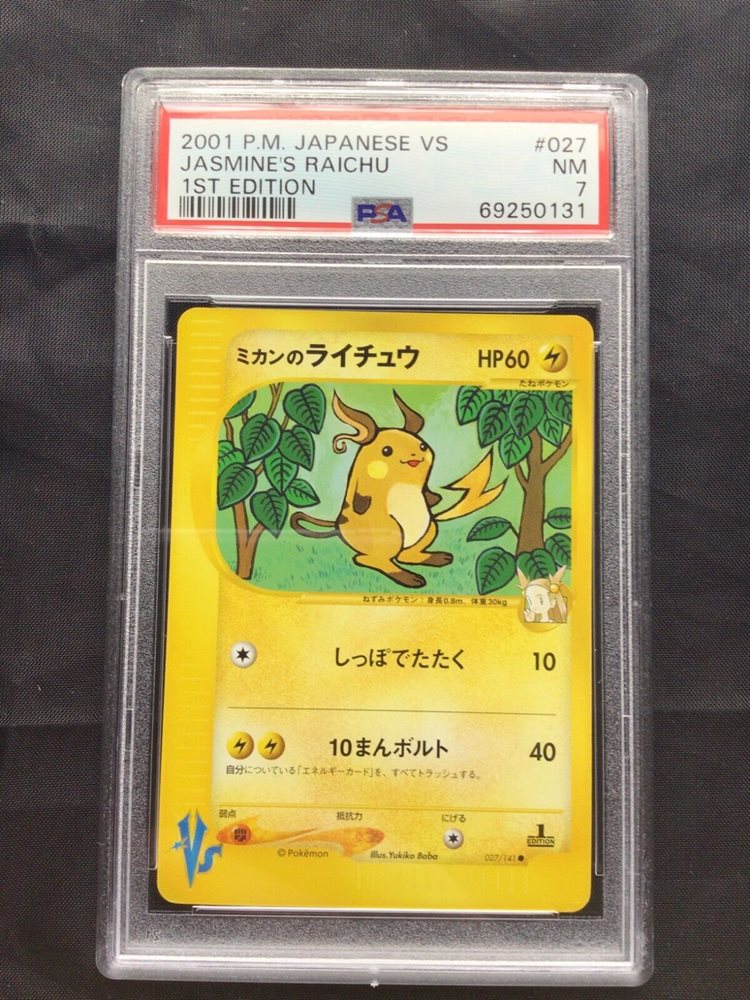 2001 P.M. JAPANESE VS #027
JASMINE'S RAICHU NM
1ST EDITION 7
PSA 69250131
ミカンのライチュウ HP60
たねポケモン
ねずみポケモン：身長0.8m、体重30kg
しっぽでたたく 10
10まんボルト 40
自分についている「エネルギーカード」を、すべてトラッシュする。
弱点 抵抗力 にげる
VS
1
EDITION
©Pokémon Illus.Yukiko Baba 027/141●